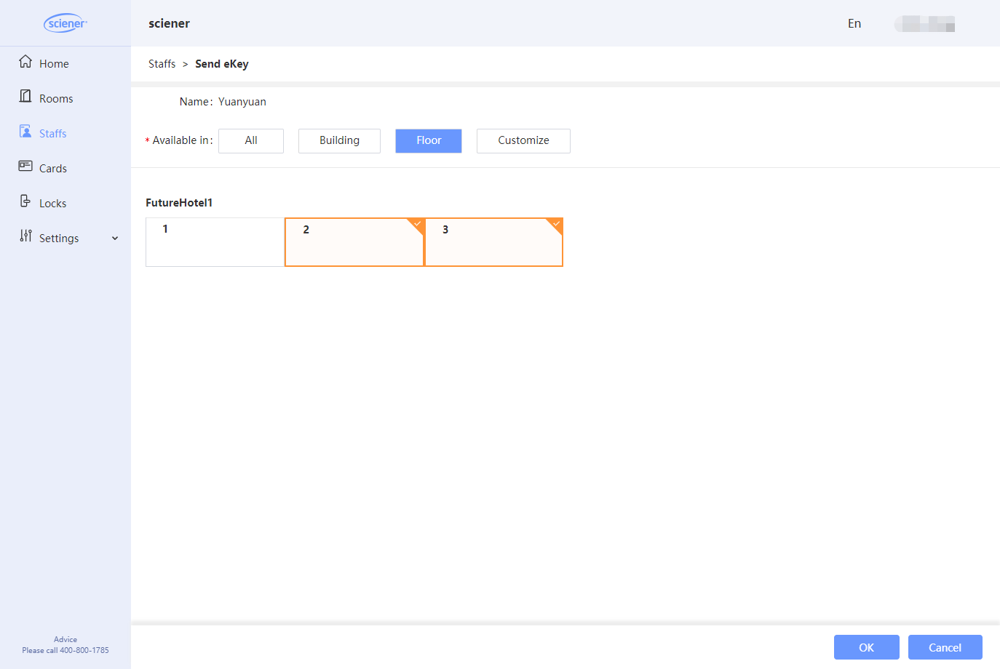 sciener
sciener
En
Home
Rooms
Staffs
Cards
Locks
Settings
Staffs > Send eKey
Name: Yuanyuan
* Available in: All Building Floor Customize
FutureHotel1
1 2 3
Advice
Please call 400-800-1785
OK Cancel